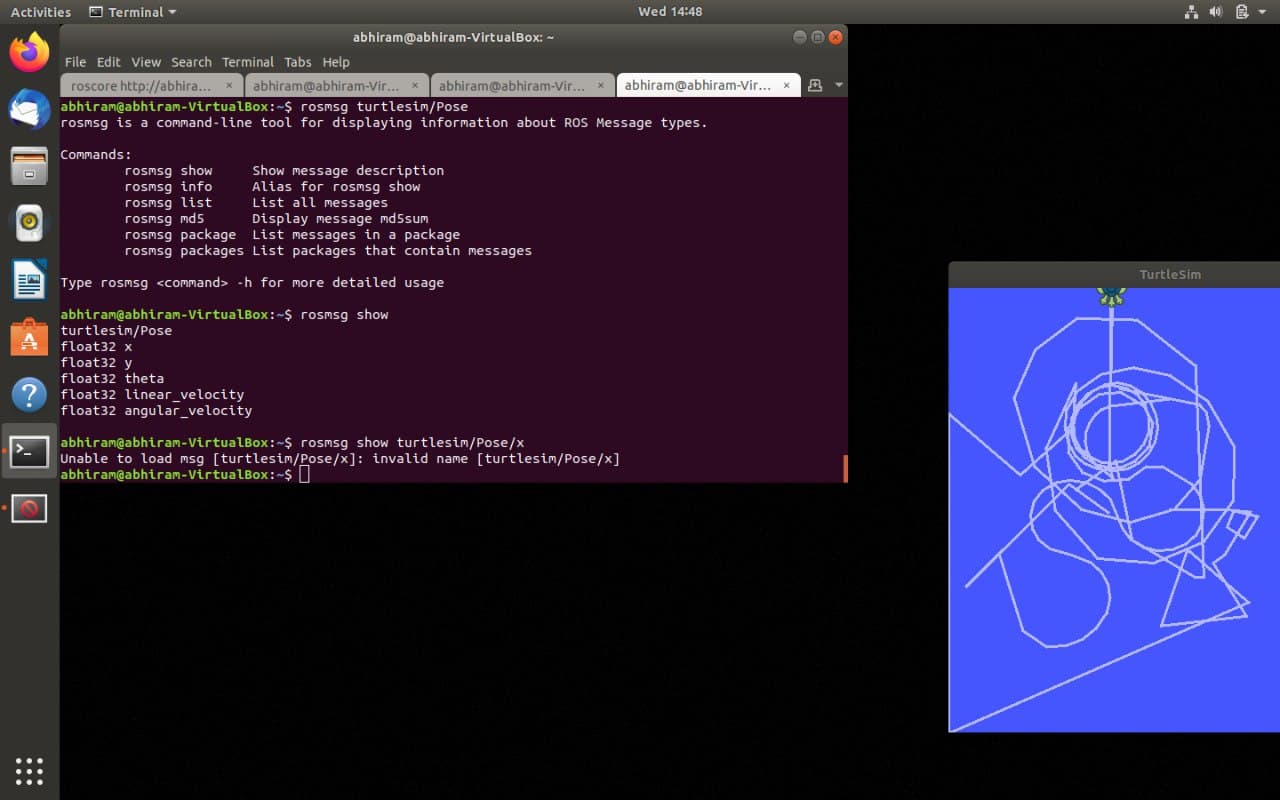 Activities
Terminal
Wed 14:48
abhiram@abhiram-VirtualBox: ~
File Edit View Search Terminal Tabs Help
roscore http://abhira… ×
abhiram@abhiram-Vir… ×
abhiram@abhiram-Vir… ×
abhiram@abhiram-Vir… ×
abhiram@abhiram-VirtualBox:~$ rosmsg turtlesim/Pose
rosmsg is a command-line tool for displaying information about ROS Message types.
Commands:
rosmsg show Show message description
rosmsg info Alias for rosmsg show
rosmsg list List all messages
rosmsg md5 Display message md5sum
rosmsg package List messages in a package
rosmsg packages List packages that contain messages
Type rosmsg <command> -h for more detailed usage
abhiram@abhiram-VirtualBox:~$ rosmsg show
turtlesim/Pose
float32 x
float32 y
float32 theta
float32 linear_velocity
float32 angular_velocity
abhiram@abhiram-VirtualBox:~$ rosmsg show turtlesim/Pose/x
Unable to load msg [turtlesim/Pose/x]: invalid name [turtlesim/Pose/x]
abhiram@abhiram-VirtualBox:~$
TurtleSim